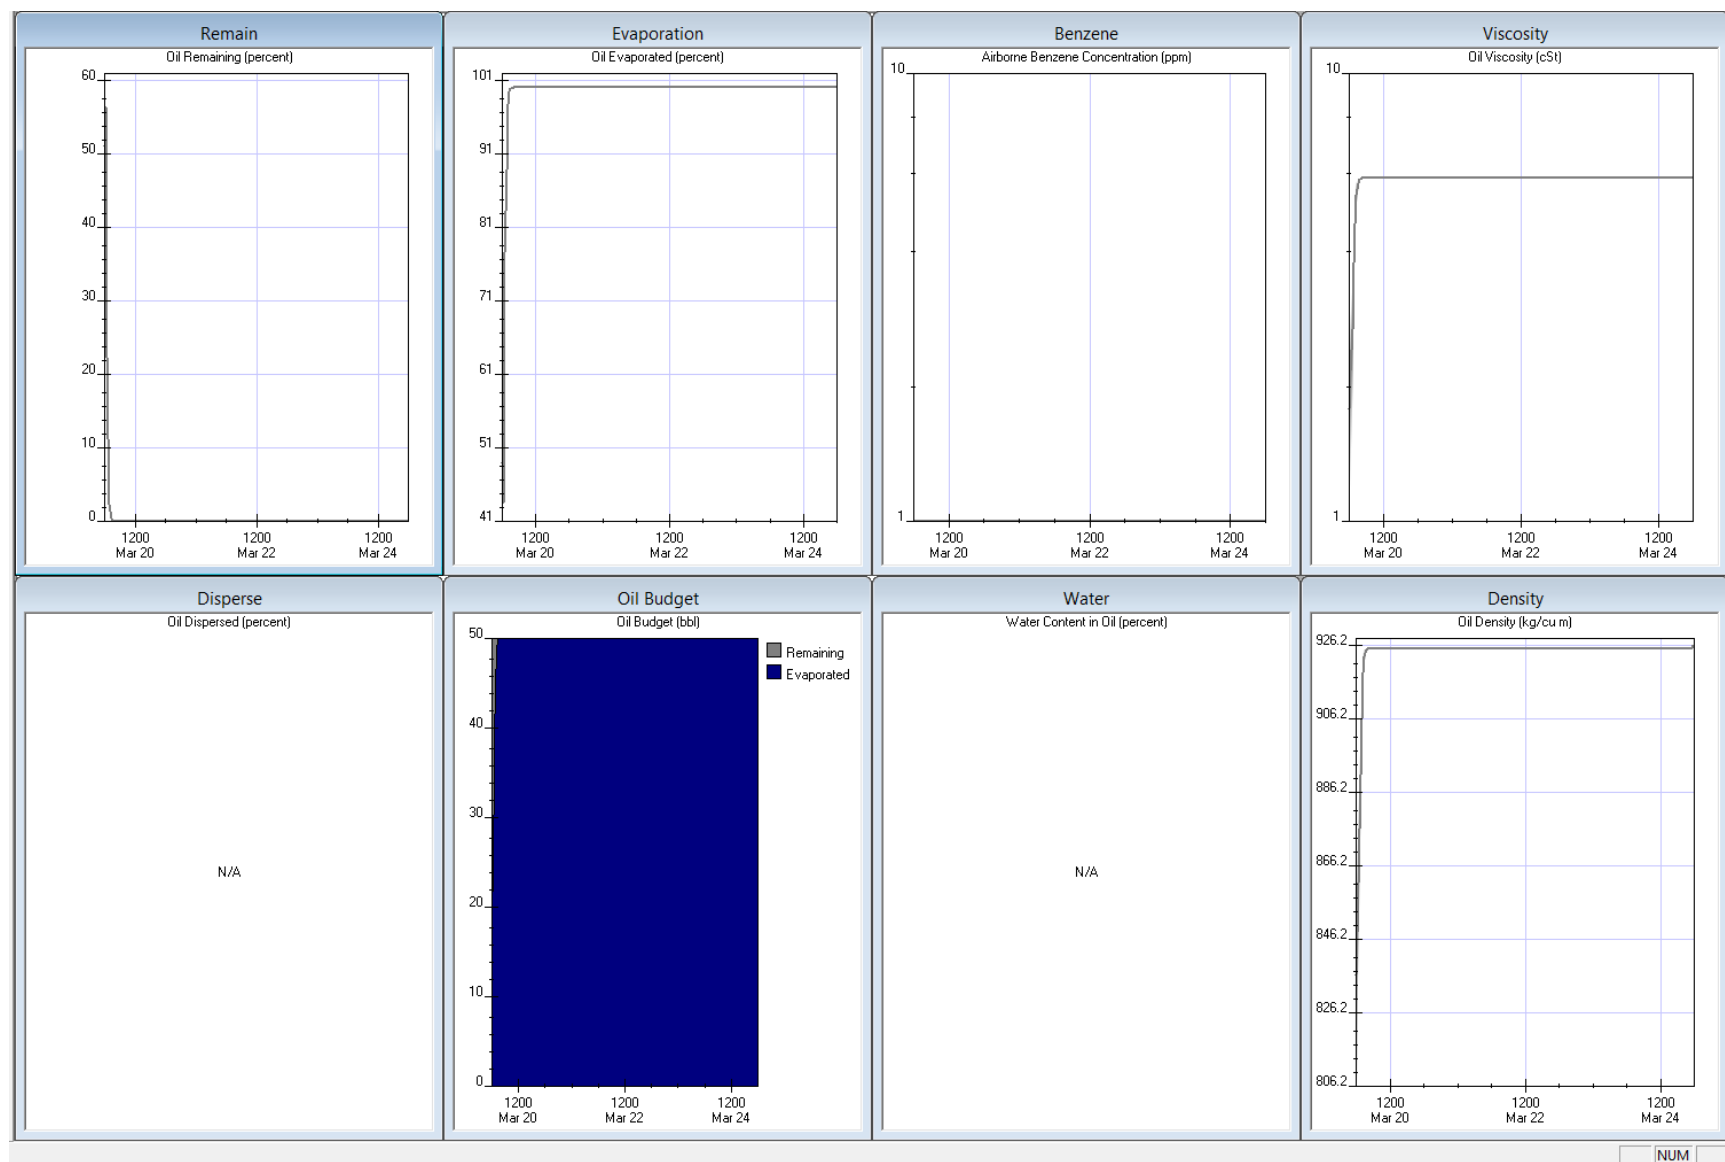 Remain
Oil Remaining (percent)
60
50
40
30
20
10
0
1200
Mar 20
1200
Mar 22
1200
Mar 24
Evaporation
Oil Evaporated (percent)
101
91
81
71
61
51
41
1200
Mar 20
1200
Mar 22
1200
Mar 24
Benzene
Airborne Benzene Concentration (ppm)
10
1
1200
Mar 20
1200
Mar 22
1200
Mar 24
Viscosity
Oil Viscosity (cSt)
10
1
1200
Mar 20
1200
Mar 22
1200
Mar 24
Disperse
Oil Dispersed (percent)
N/A
Oil Budget
Oil Budget (bbl)
50
40
30
20
10
0
Remaining
Evaporated
1200
Mar 20
1200
Mar 22
1200
Mar 24
Water
Water Content in Oil (percent)
N/A
Density
Oil Density (kg/cu m)
926.2
906.2
886.2
866.2
846.2
826.2
806.2
1200
Mar 20
1200
Mar 22
1200
Mar 24
NUM